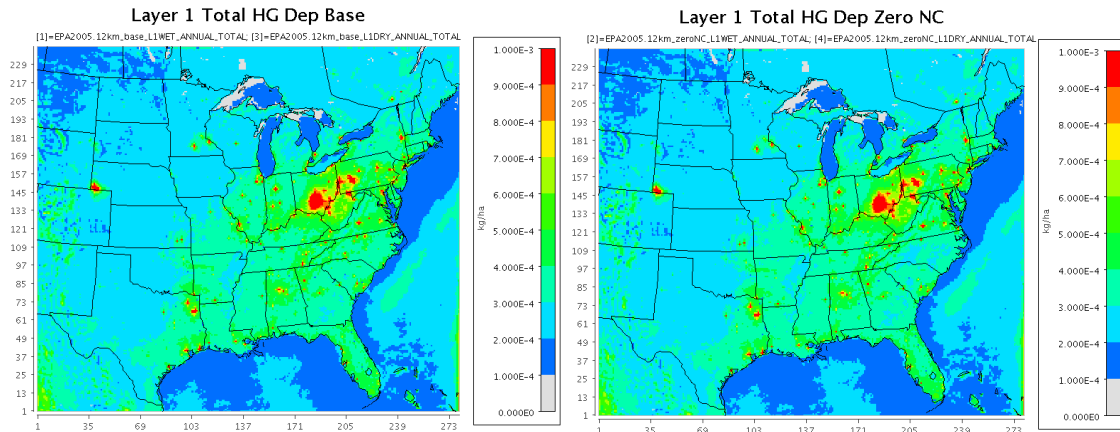 Layer 1 Total HG Dep Base
[1]=EPA2005.12km_base_L1WET_ANNUAL_TOTAL; [3]=EPA2005.12km_base_L1DRY_ANNUAL_TOTAL
229
217
205
193
181
169
157
145
133
121
109
97
85
73
61
49
37
25
13
1
1
35
69
103
137
171
205
239
273
kg/ha
1.000E-3
9.000E-4
8.000E-4
7.000E-4
6.000E-4
5.000E-4
4.000E-4
3.000E-4
2.000E-4
1.000E-4
0.000E0
Layer 1 Total HG Dep Zero NC
[2]=EPA2005.12km_zeroNC_L1WET_ANNUAL_TOTAL; [4]=EPA2005.12km_zeroNC_L1DRY_ANNUAL_TOTAL
229
217
205
193
181
169
157
145
133
121
109
97
85
73
61
49
37
25
13
1
1
35
69
103
137
171
205
239
273
kg/ha
1.000E-3
9.000E-4
8.000E-4
7.000E-4
6.000E-4
5.000E-4
4.000E-4
3.000E-4
2.000E-4
1.000E-4
0.000E0